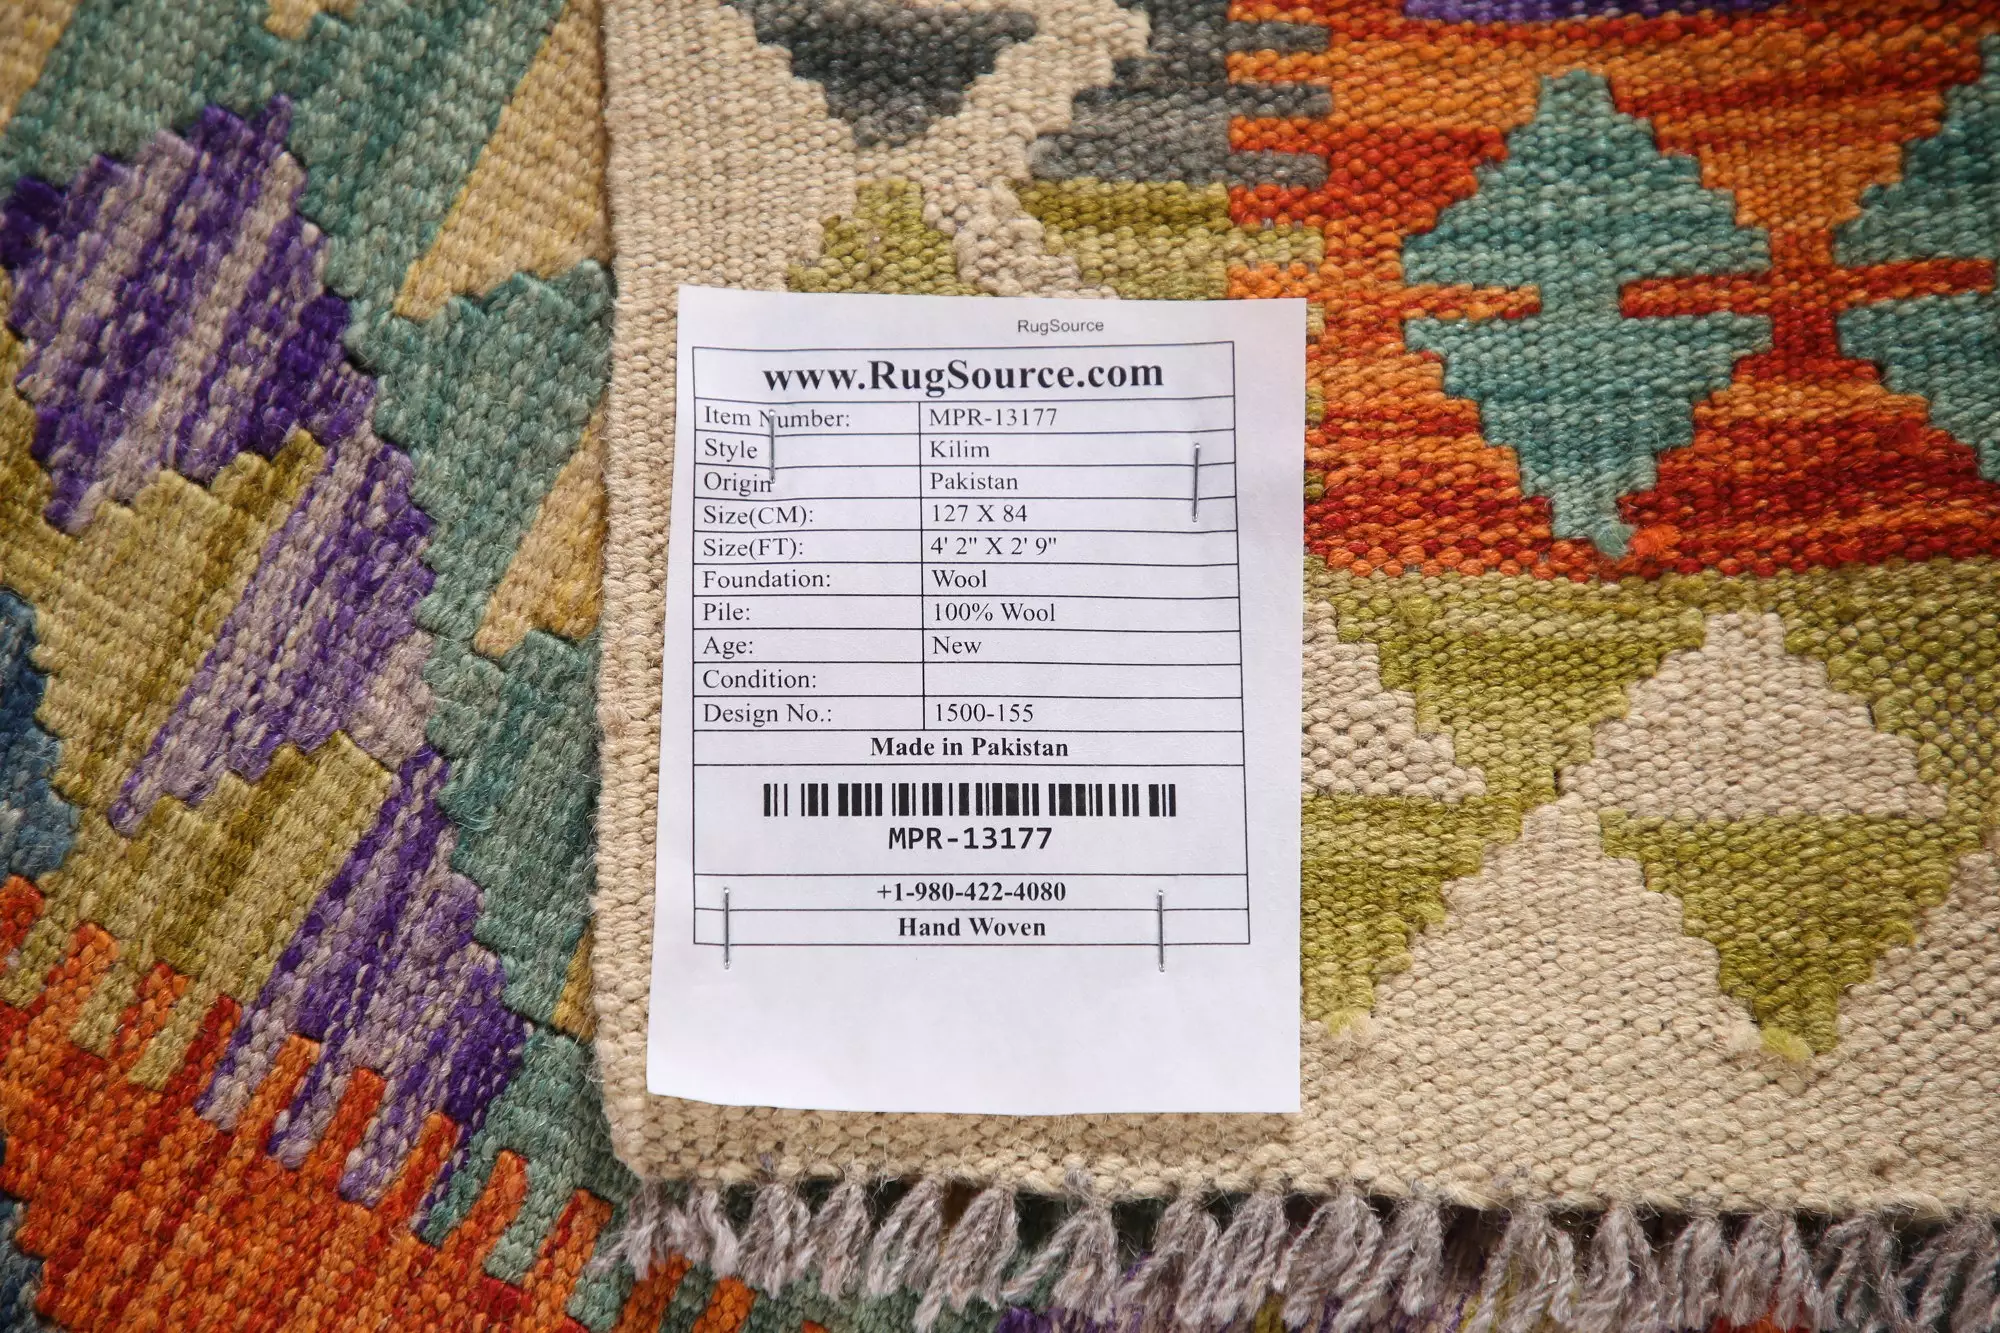 RugSource
www.RugSource.com
Item Number: MPR-13177
Style Kilim
Origin Pakistan
Size(CM): 127 X 84
Size(FT): 4' 2" X 2' 9"
Foundation: Wool
Pile: 100% Wool
Age: New
Condition:
Design No.: 1500-155
Made in Pakistan
MPR-13177
+1-980-422-4080
Hand Woven